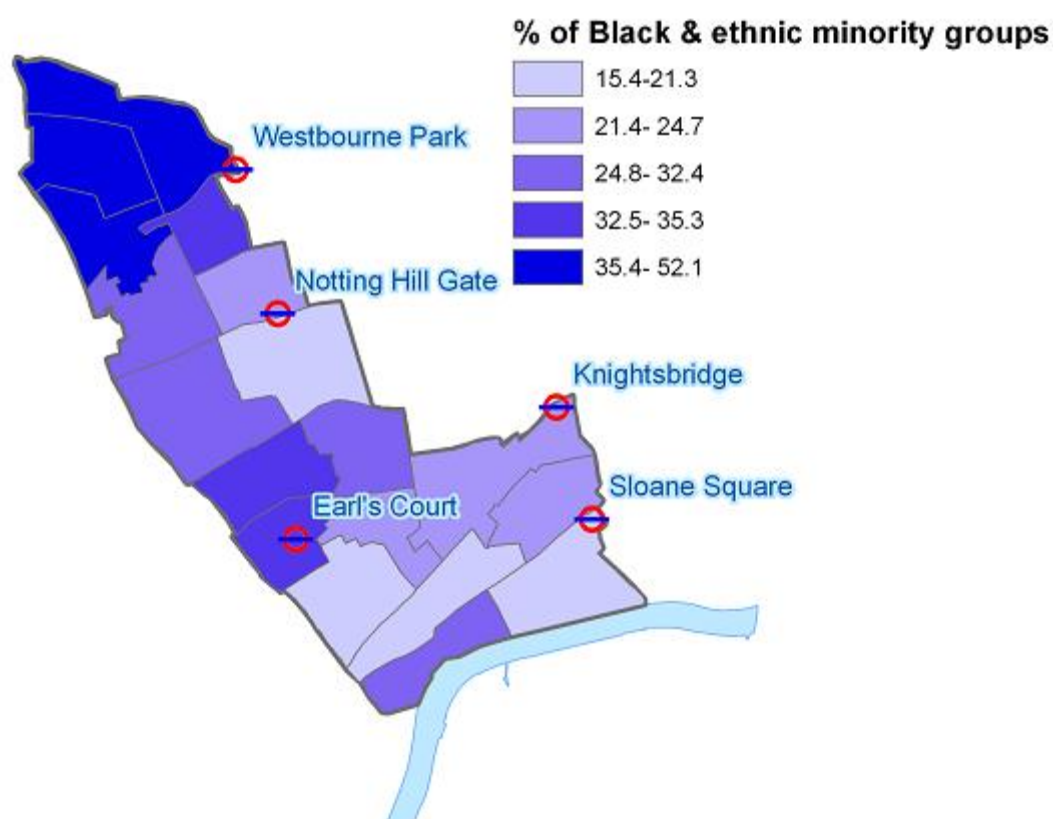 % of Black & ethnic minority groups
15.4-21.3
21.4- 24.7
24.8- 32.4
32.5- 35.3
35.4- 52.1
Westbourne Park
Notting Hill Gate
Knightsbridge
Sloane Square
Earl's Court